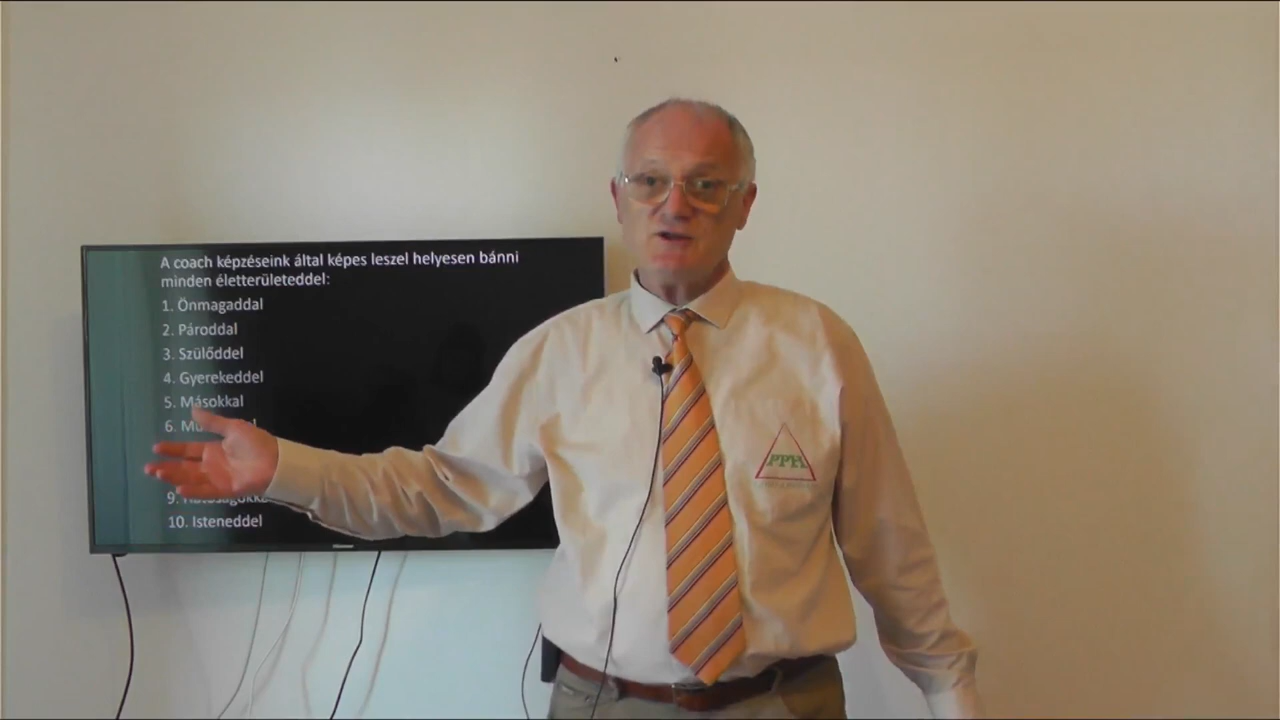 A coach képzéseink által képes leszel helyesen bánni
minden életterületeddel:
1. Önmagaddal
2. Pároddal
3. Szülőddel
4. Gyerekeddel
5. Másokkal
6.
9.
10. Isteneddel
PPH